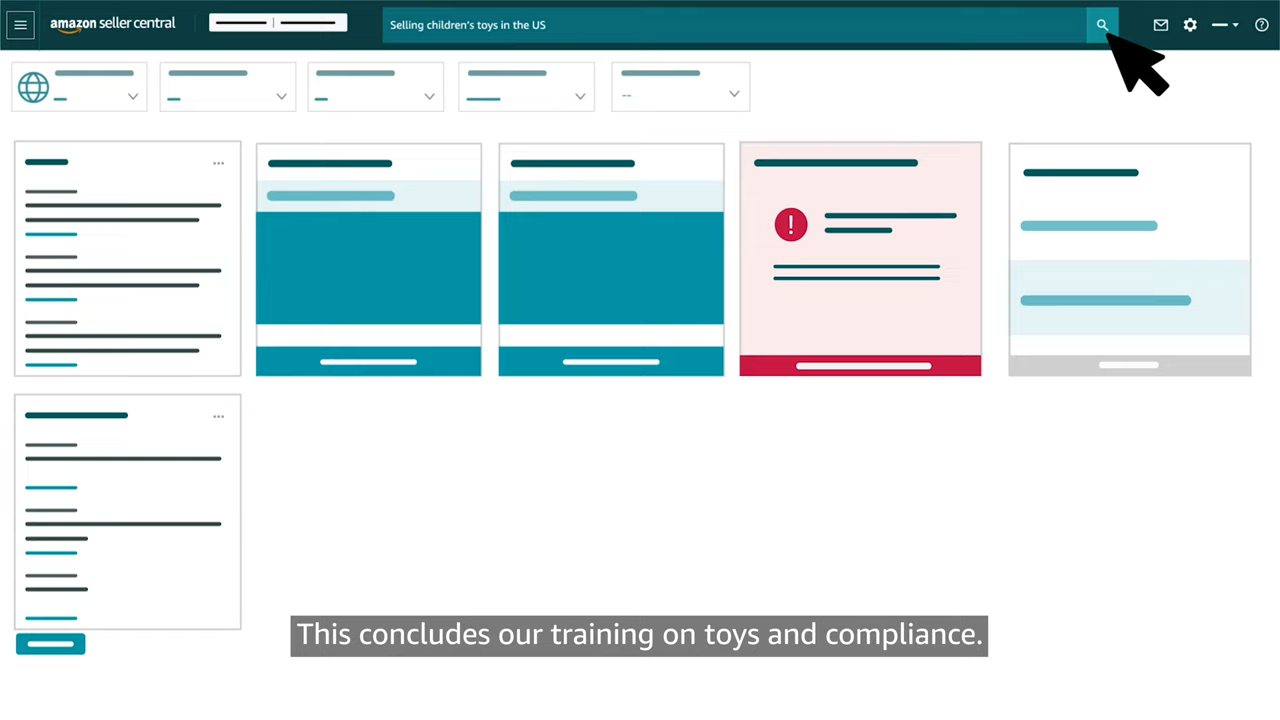 amazon seller central
Selling children's toys in the US
This concludes our training on toys and compliance.